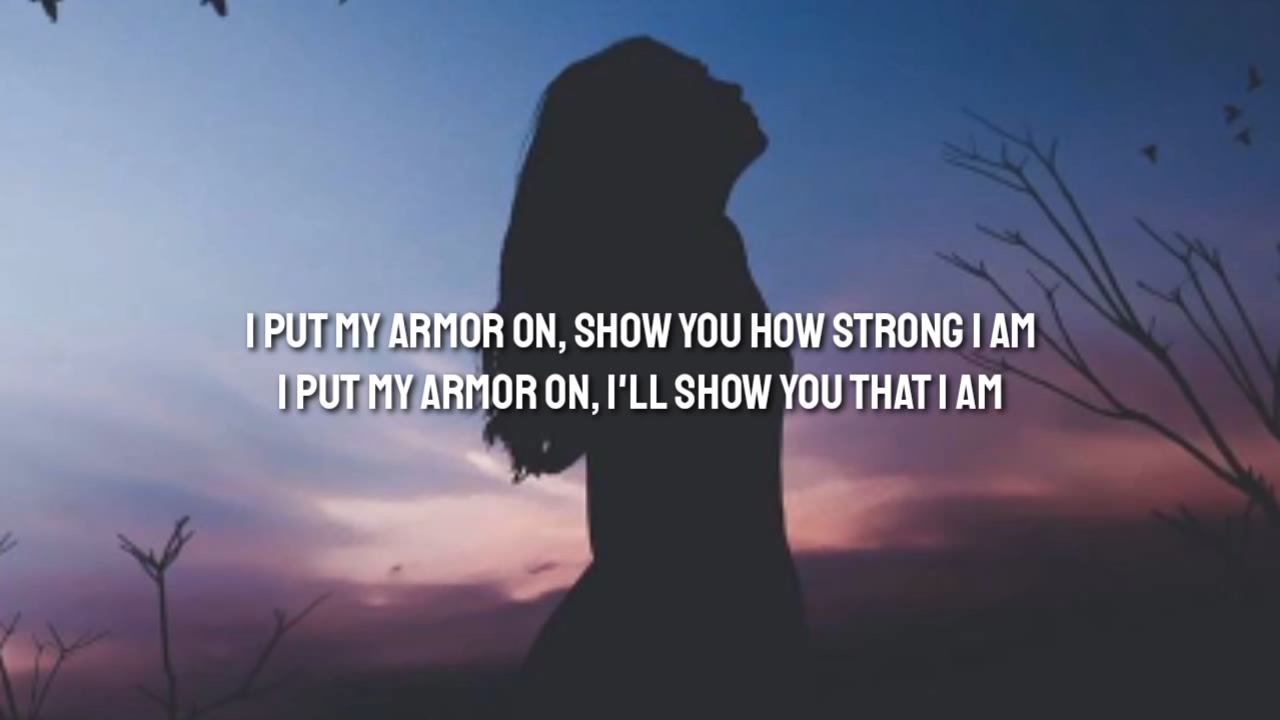 I PUT MY ARMOR ON, SHOW YOU HOW STRONG I AM
I PUT MY ARMOR ON, I'LL SHOW YOU THAT I AM